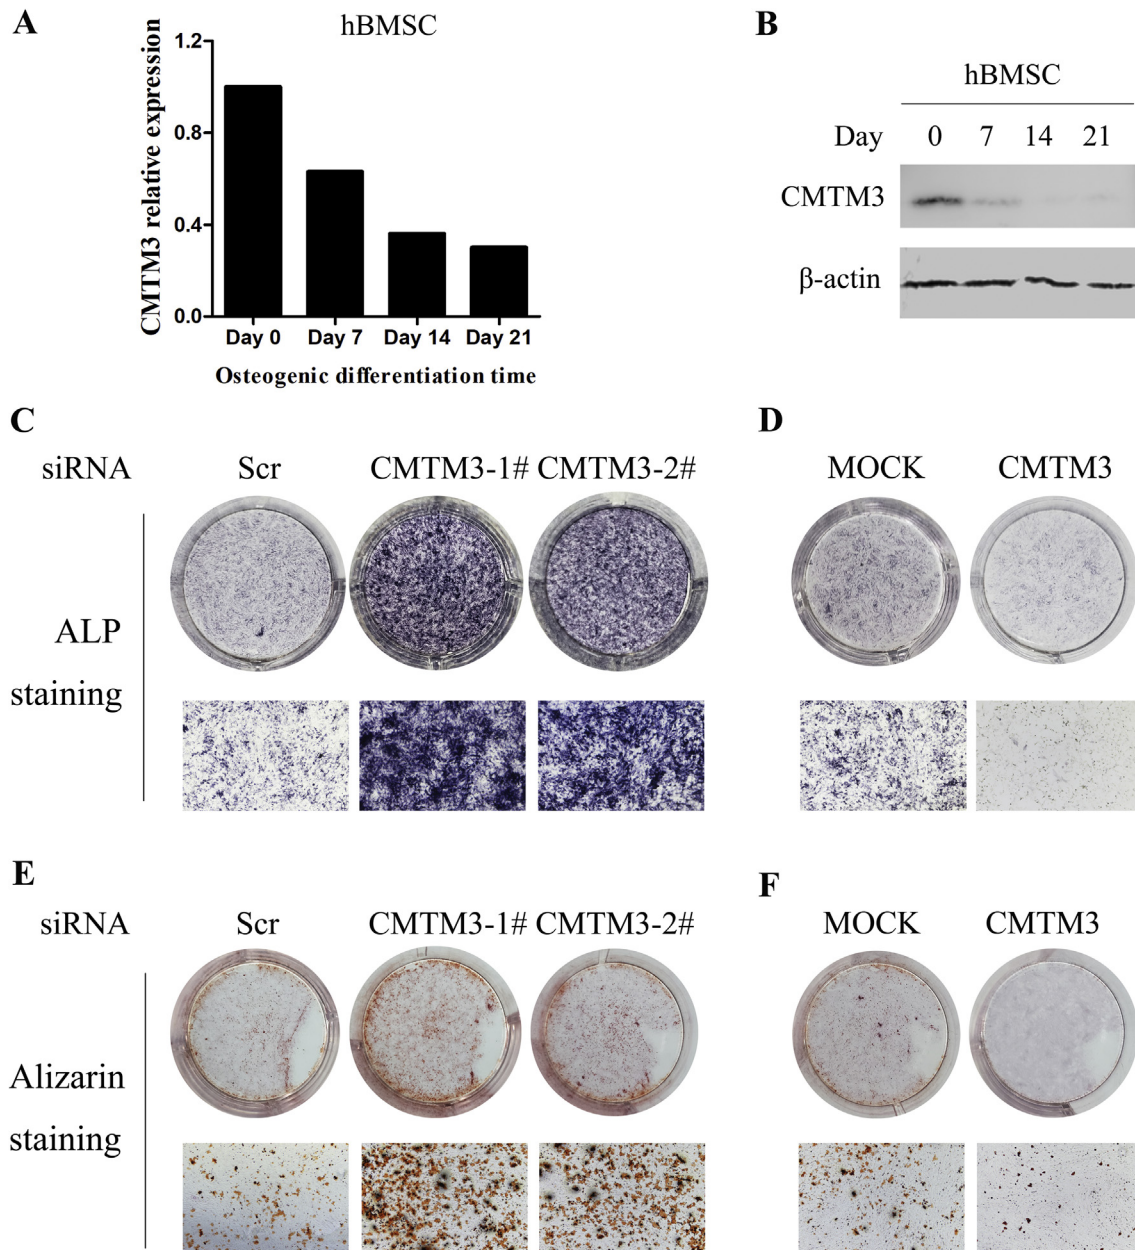 A
hBMSC
CMTM3 relative expression
1.2
0.8
0.4
0.0
Day 0 Day 7 Day 14 Day 21
Osteogenic differentiation time
B
hBMSC
Day 0 7 14 21
CMTM3
β-actin
C
siRNA Scr CMTM3-1# CMTM3-2#
ALP
staining
D
MOCK CMTM3
E
siRNA Scr CMTM3-1# CMTM3-2#
Alizarin
staining
F
MOCK CMTM3